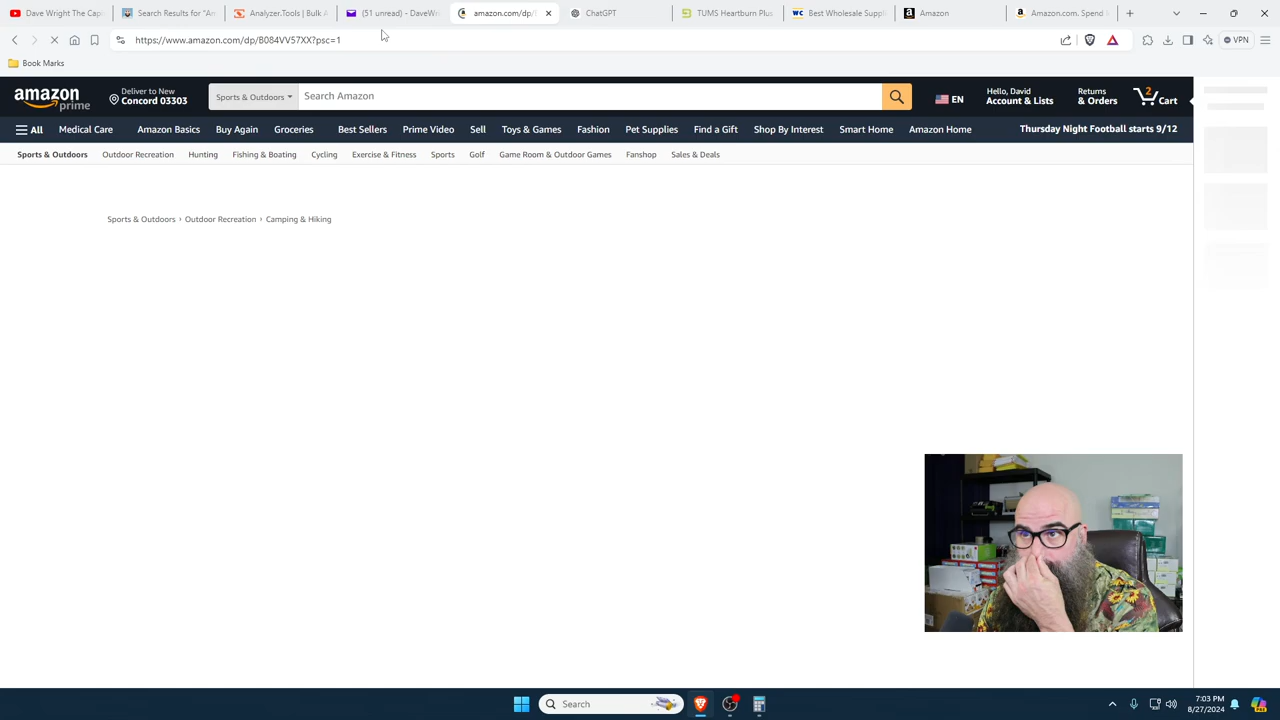 Dave Wright The Cap
Search Results for "Am
Analyzer.Tools | Bulk A
(51 unread) - DaveWr
amazon.com/dp/
ChatGPT
TUMS Heartburn Plus
Best Wholesale Suppli
Amazon
Amazon.com. Spend l
https://www.amazon.com/dp/B084VV57XX?psc=1
VPN
Book Marks
amazon prime
Deliver to New
Concord 03303
Sports & Outdoors
Search Amazon
EN
Hello, David
Account & Lists
Returns
& Orders
2
Cart
All
Medical Care
Amazon Basics
Buy Again
Groceries
Best Sellers
Prime Video
Sell
Toys & Games
Fashion
Pet Supplies
Find a Gift
Shop By Interest
Smart Home
Amazon Home
Thursday Night Football starts 9/12
Sports & Outdoors
Outdoor Recreation
Hunting
Fishing & Boating
Cycling
Exercise & Fitness
Sports
Golf
Game Room & Outdoor Games
Fanshop
Sales & Deals
Sports & Outdoors › Outdoor Recreation › Camping & Hiking
Search
7:03 PM
8/27/2024